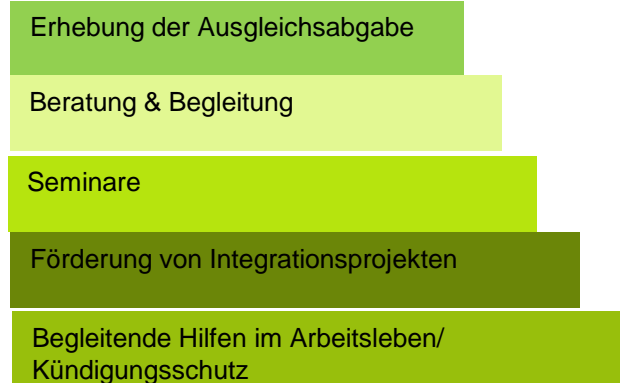 Erhebung der Ausgleichsabgabe
Beratung & Begleitung
Seminare
Förderung von Integrationsprojekten
Begleitende Hilfen im Arbeitsleben/
Kündigungsschutz